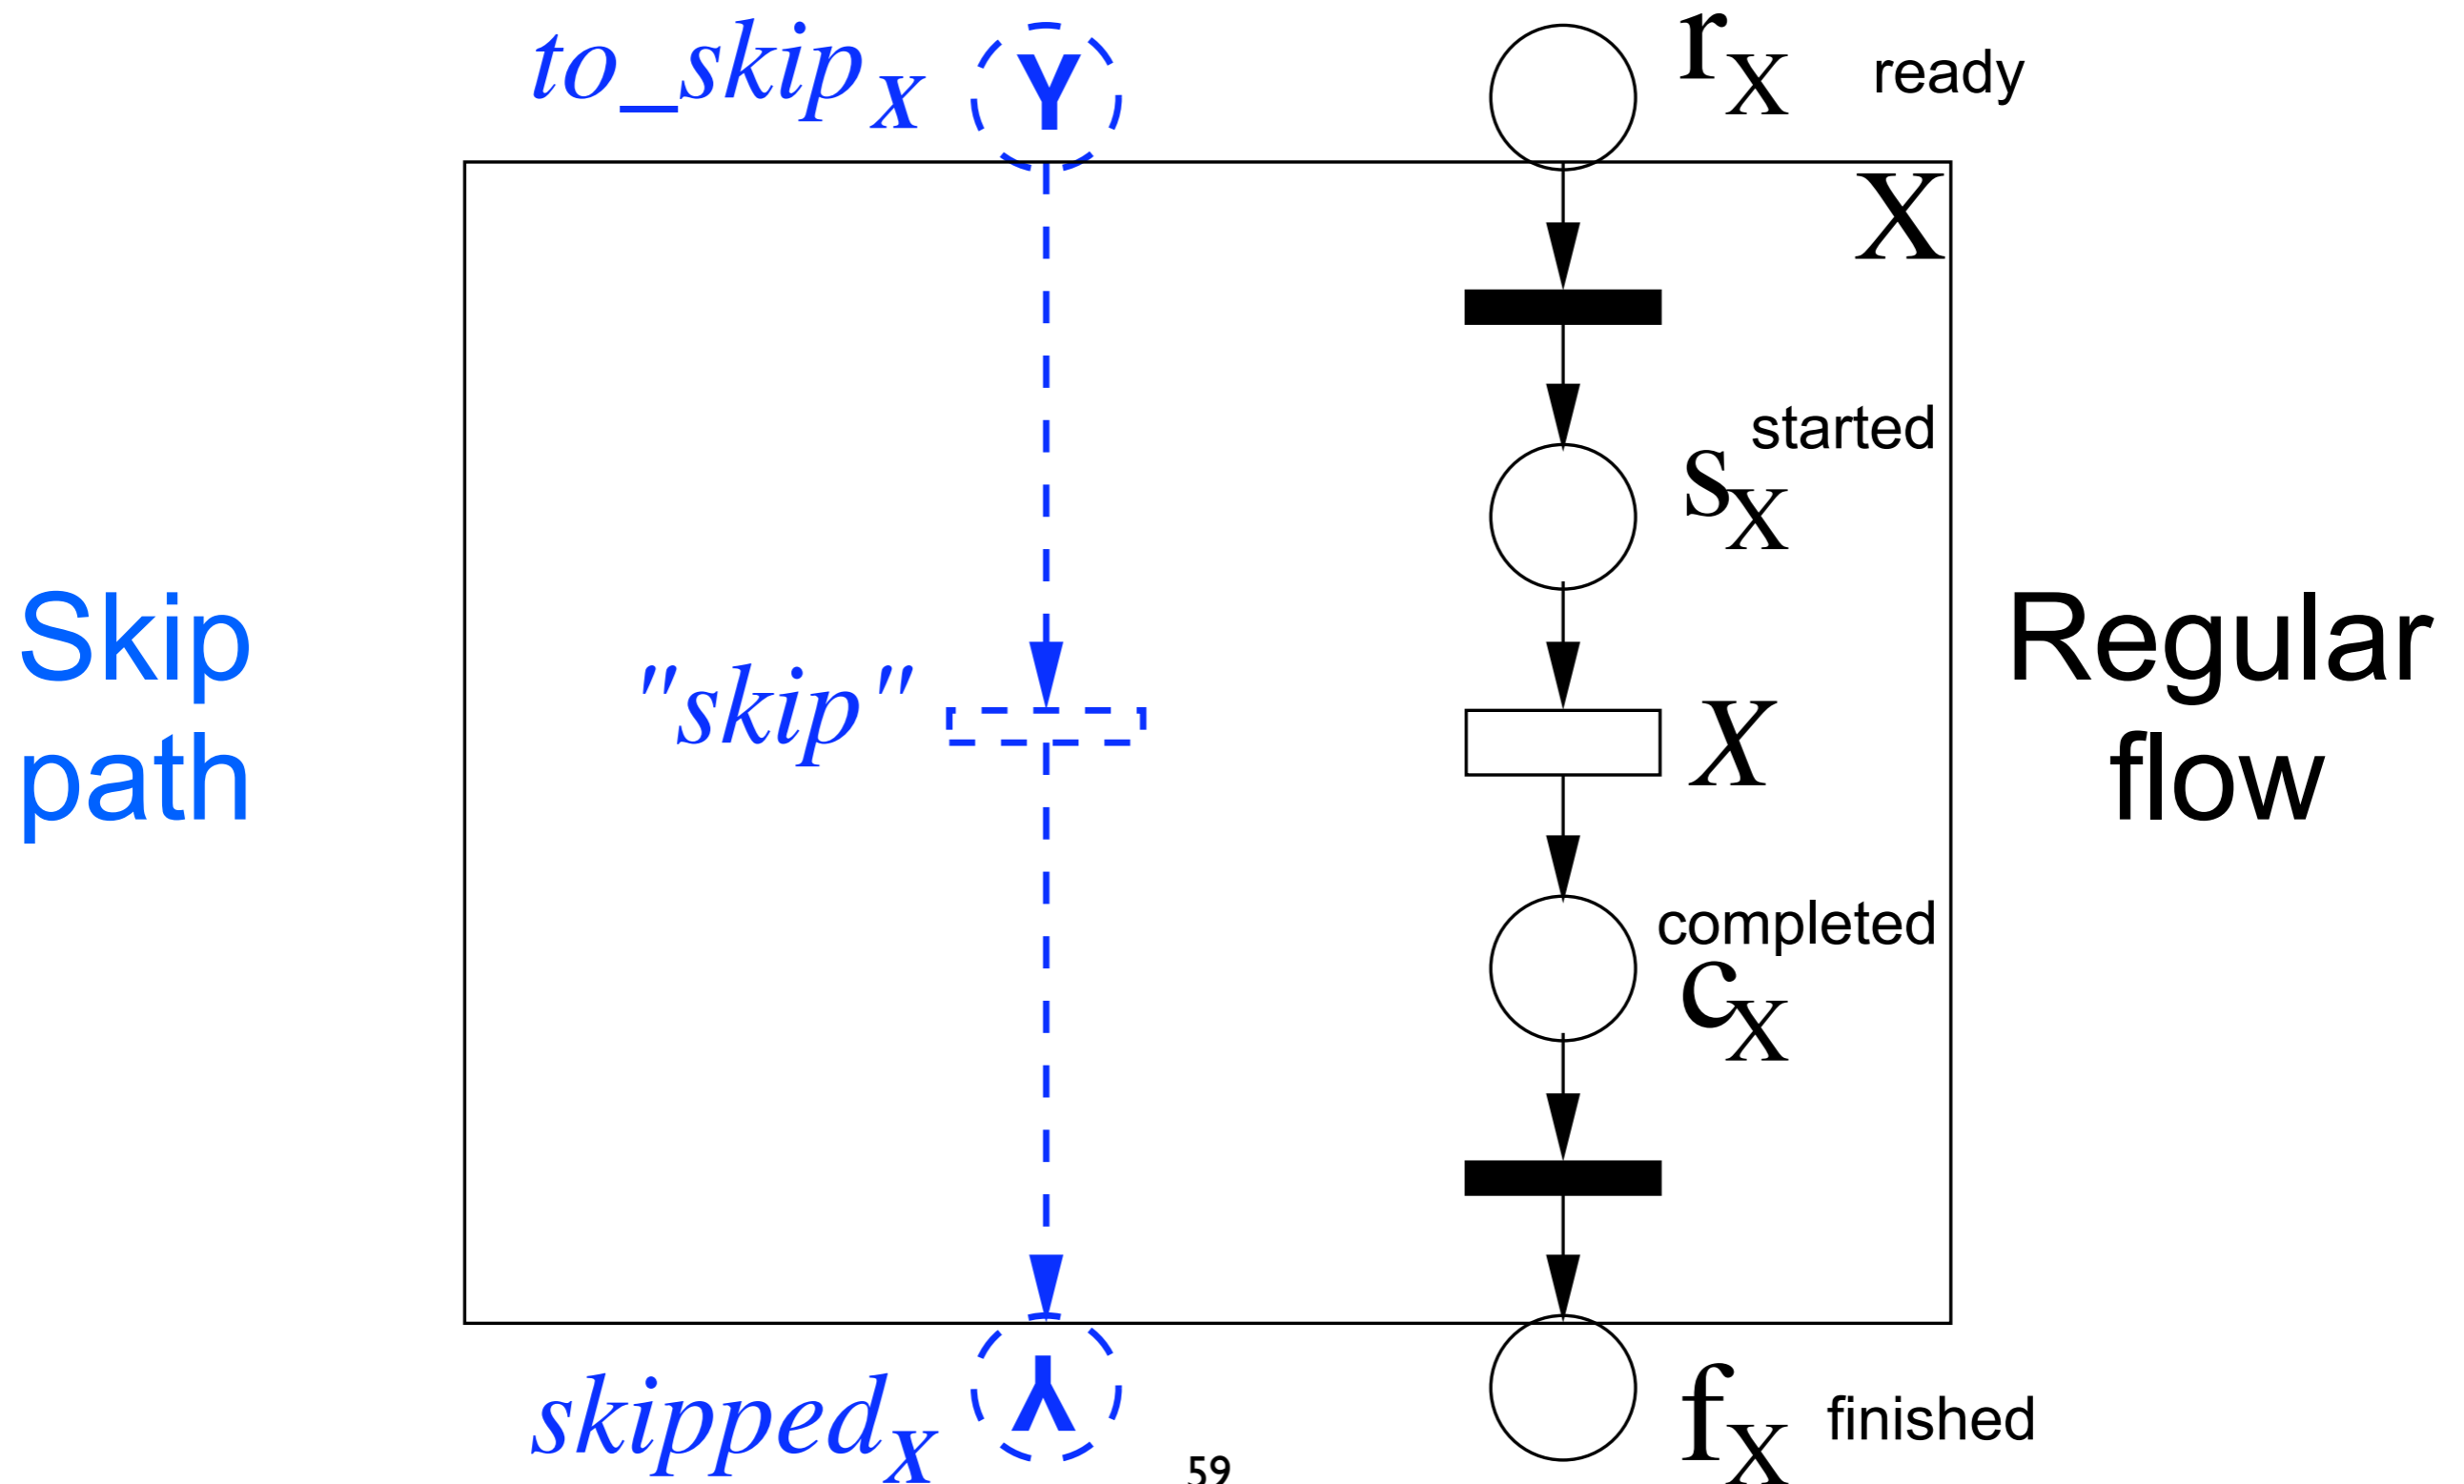 to_skipX
Y
rX ready
X
started
sX
Skip
path
"skip"
X
Regular
flow
completed
cX
skippedX
Y
fX finished
59